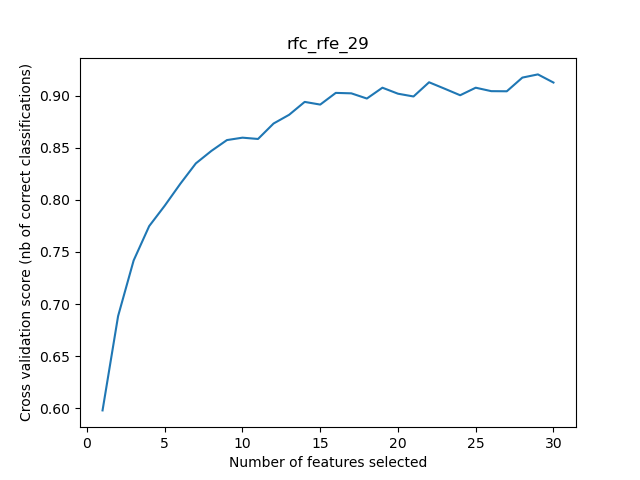 rfc_rfe_29
Cross validation score (nb of correct classifications)
0.90
0.85
0.80
0.75
0.70
0.65
0.60
0 5 10 15 20 25 30
Number of features selected